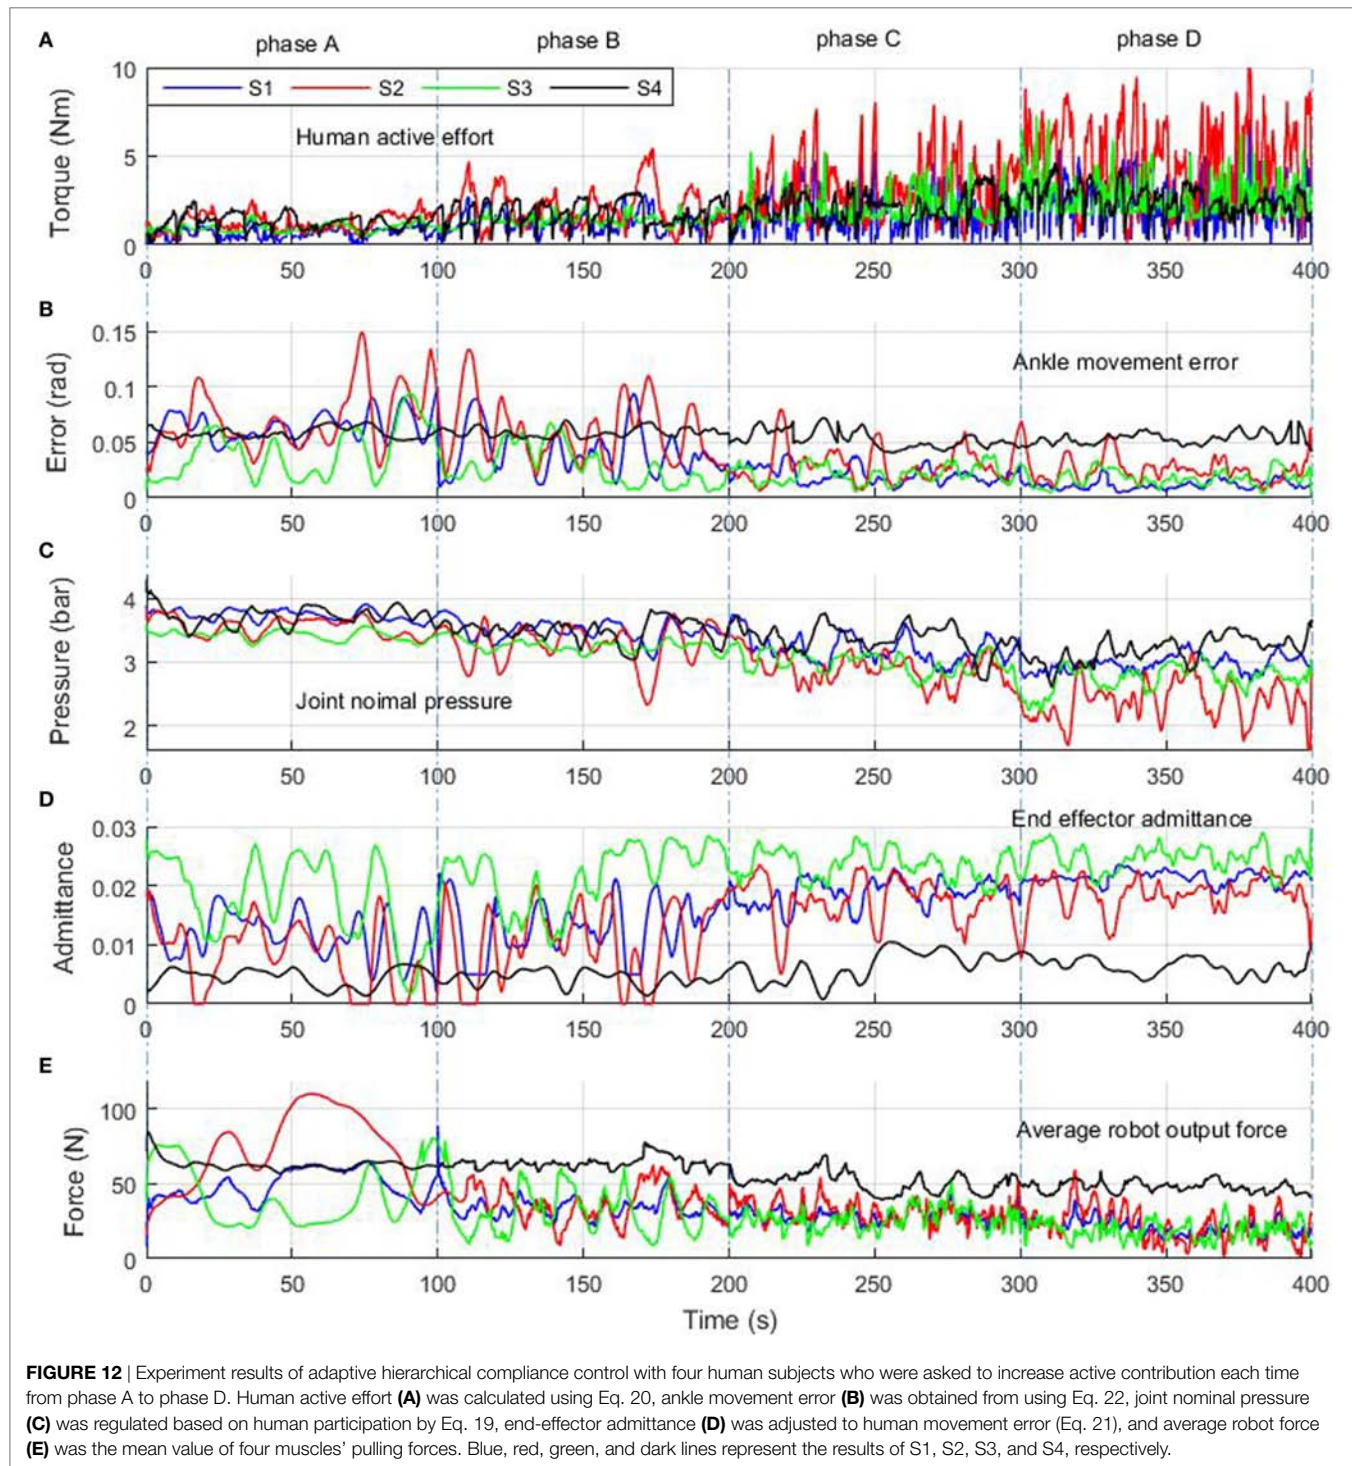 A
phase A phase B phase C phase D
10
5
0
Torque (Nm)
S1 S2 S3 S4
Human active effort
0 50 100 150 200 250 300 350 400
B
0.15
0.1
0.05
0
Error (rad)
Ankle movement error
0 50 100 150 200 250 300 350 400
C
4
3
2
Pressure (bar)
Joint noimal pressure
0 50 100 150 200 250 300 350 400
D
0.03
0.02
0.01
0
Admittance
End effector admittance
0 50 100 150 200 250 300 350 400
E
100
50
0
Force (N)
Average robot output force
0 50 100 150 200 250 300 350 400
Time (s)
FIGURE 12 | Experiment results of adaptive hierarchical compliance control with four human subjects who were asked to increase active contribution each time
from phase A to phase D. Human active effort (A) was calculated using Eq. 20, ankle movement error (B) was obtained from using Eq. 22, joint nominal pressure
(C) was regulated based on human participation by Eq. 19, end-effector admittance (D) was adjusted to human movement error (Eq. 21), and average robot force
(E) was the mean value of four muscles' pulling forces. Blue, red, green, and dark lines represent the results of S1, S2, S3, and S4, respectively.